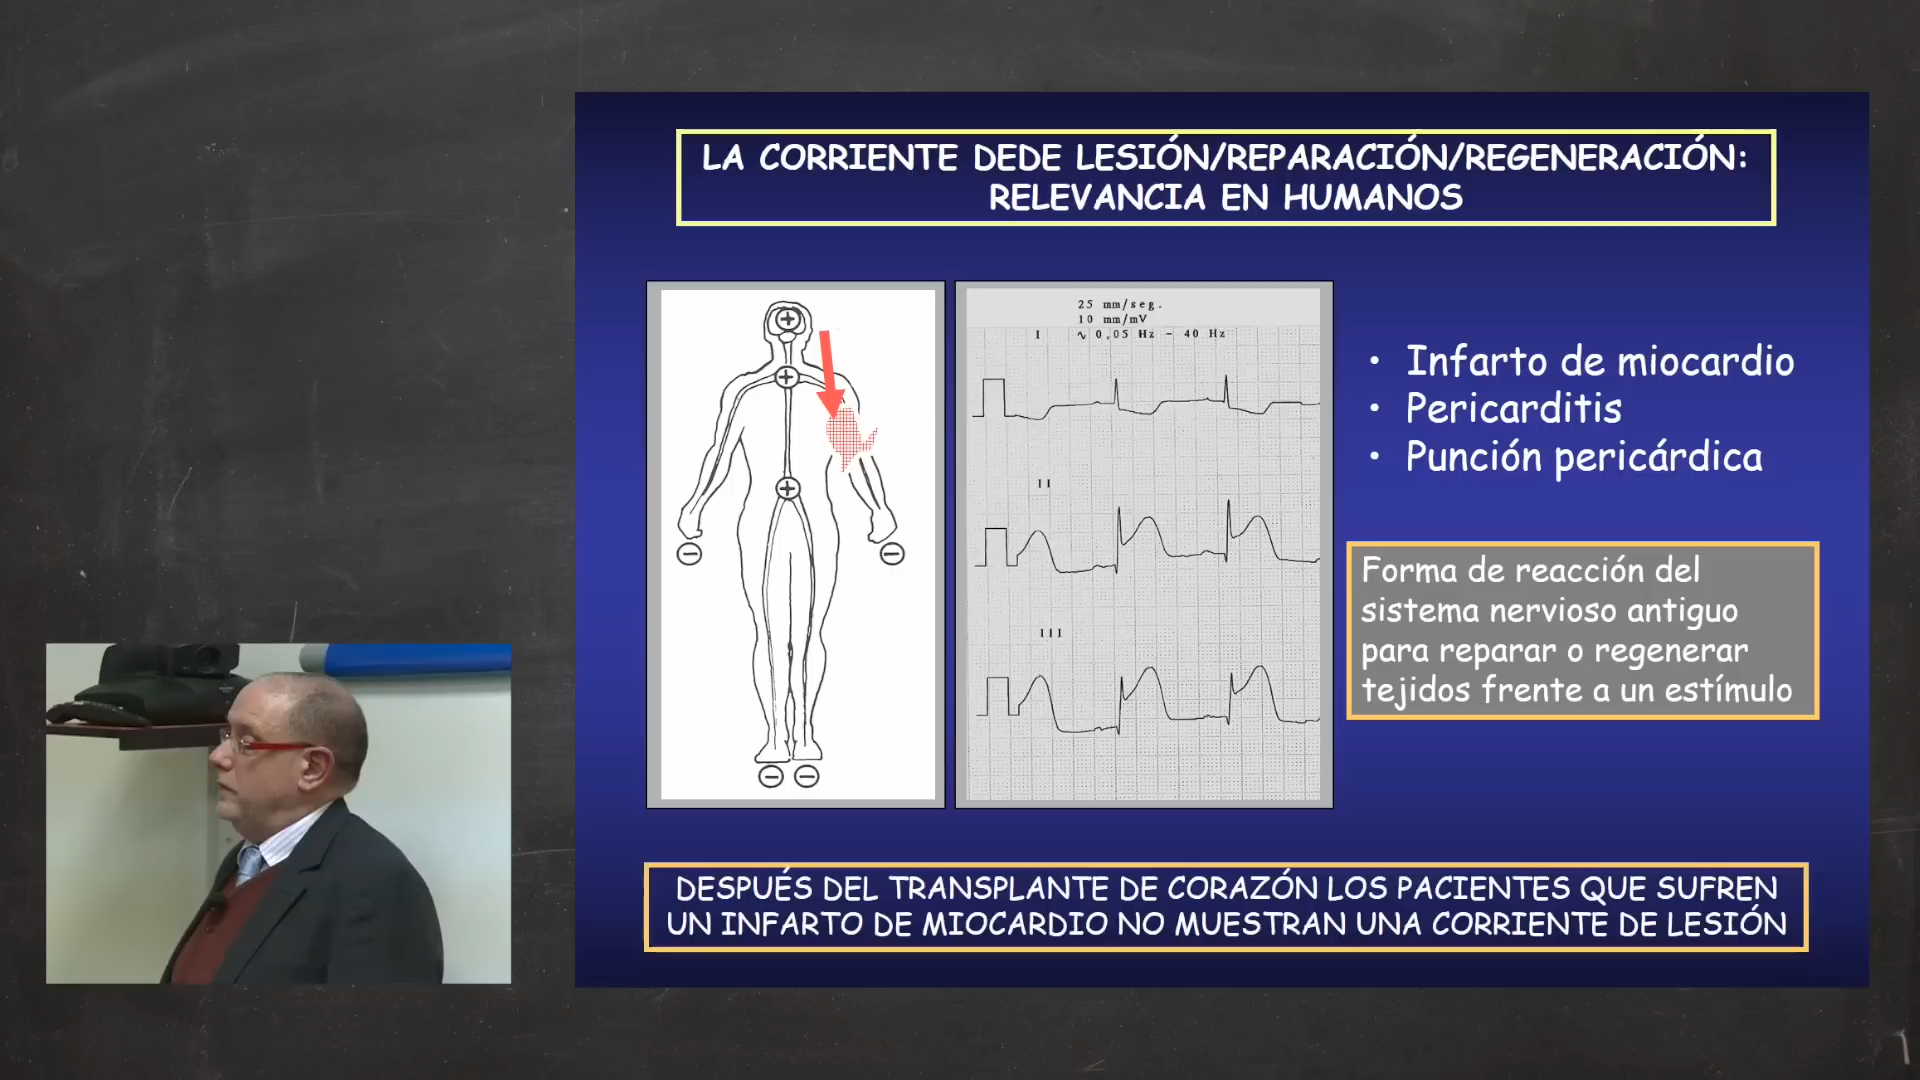 LA CORRIENTE DEDE LESIÓN/REPARACIÓN/REGENERACIÓN:
RELEVANCIA EN HUMANOS
25 mm/seg.
10 mm/mV
I ∿ 0,05 Hz - 40 Hz
II
III
• Infarto de miocardio
• Pericarditis
• Punción pericárdica
Forma de reacción del
sistema nervioso antiguo
para reparar o regenerar
tejidos frente a un estímulo
DESPUÉS DEL TRANSPLANTE DE CORAZÓN LOS PACIENTES QUE SUFREN
UN INFARTO DE MIOCARDIO NO MUESTRAN UNA CORRIENTE DE LESIÓN